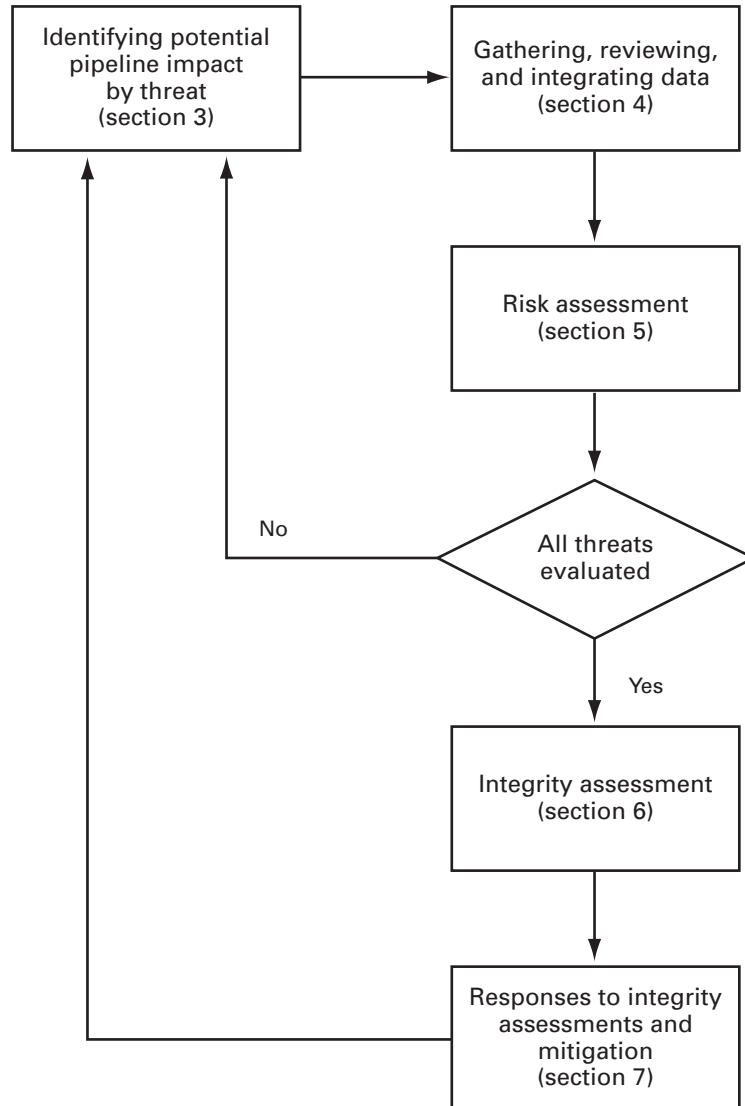 Identifying potential
pipeline impact
by threat
(section 3)
Gathering, reviewing,
and integrating data
(section 4)
Risk assessment
(section 5)
No
All threats
evaluated
Yes
Integrity assessment
(section 6)
Responses to integrity
assessments and
mitigation
(section 7)